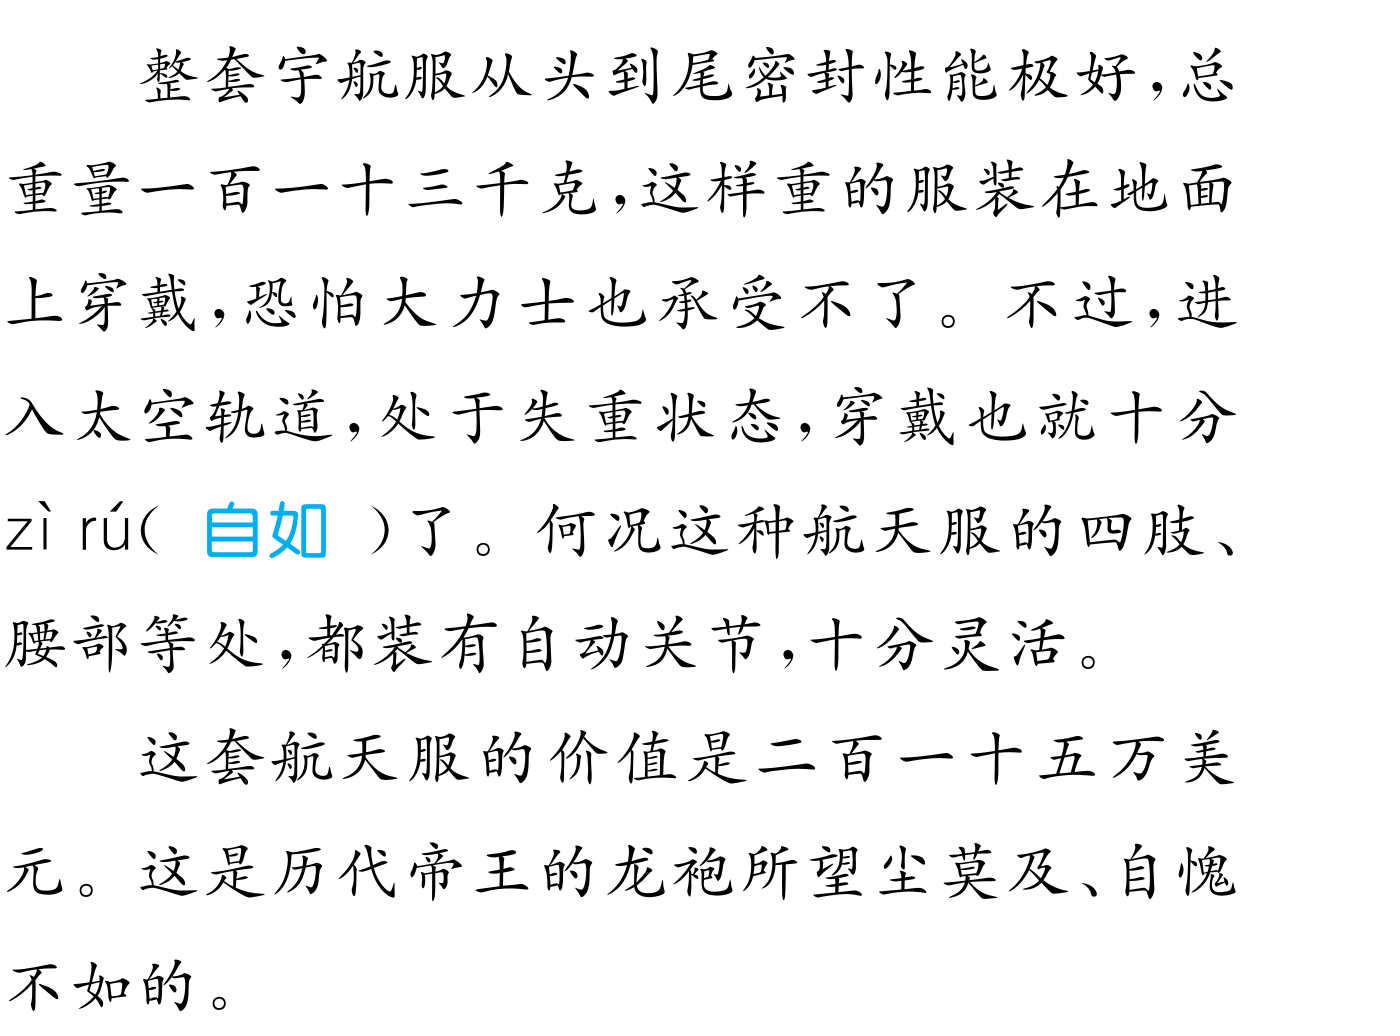 整套宇航服从头到尾密封性能极好,总
重量一百一十三千克,这样重的服装在地面
上穿戴,恐怕大力士也承受不了。不过,进
入太空轨道,处于失重状态,穿戴也就十分
zì rú( 自如 )了。何况这种航天服的四肢、
腰部等处,都装有自动关节,十分灵活。
这套航天服的价值是二百一十五万美
元。这是历代帝王的龙袍所望尘莫及、自愧
不如的。